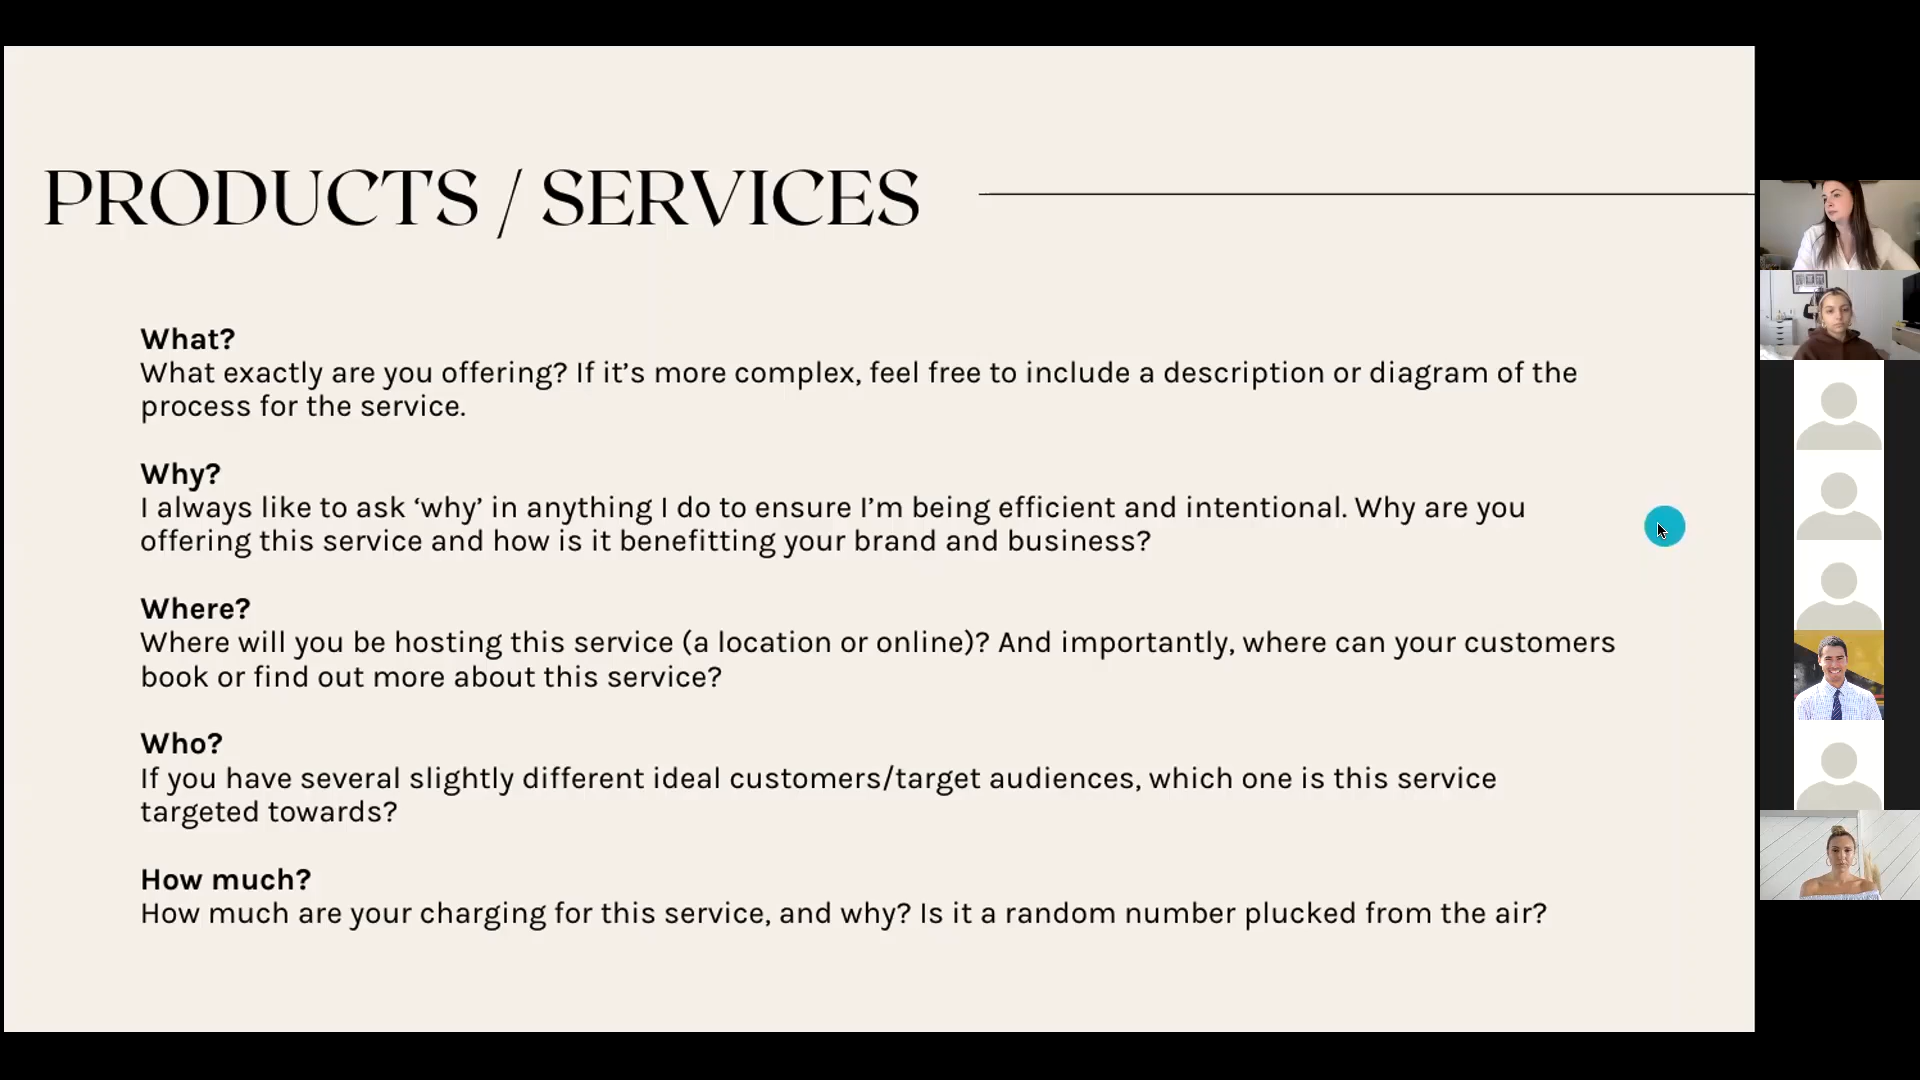 PRODUCTS / SERVICES
What?
What exactly are you offering? If it’s more complex, feel free to include a description or diagram of the
process for the service.
Why?
I always like to ask ‘why’ in anything I do to ensure I’m being efficient and intentional. Why are you
offering this service and how is it benefitting your brand and business?
Where?
Where will you be hosting this service (a location or online)? And importantly, where can your customers
book or find out more about this service?
Who?
If you have several slightly different ideal customers/target audiences, which one is this service
targeted towards?
How much?
How much are your charging for this service, and why? Is it a random number plucked from the air?